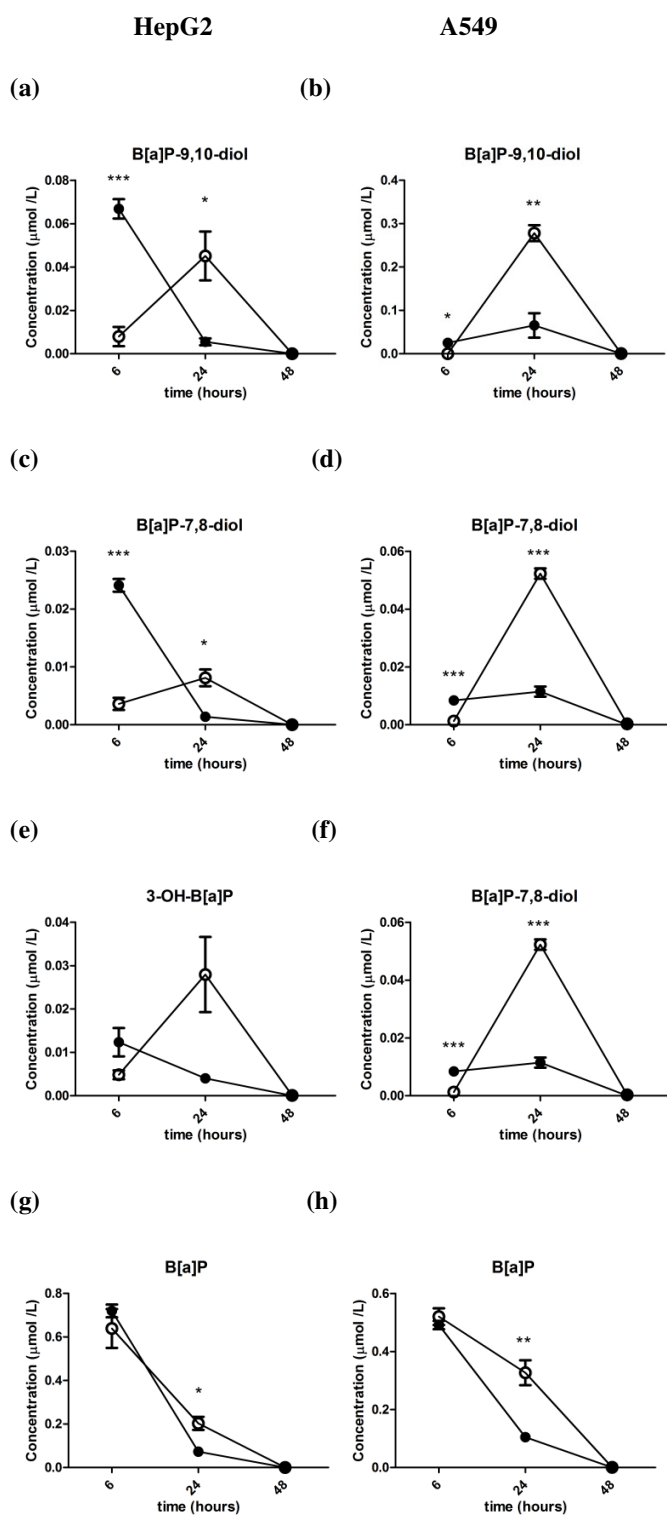 HepG2 A549
(a) (b)
B[a]P-9,10-diol
Concentration (μmol /L)
0.08
0.06
0.04
0.02
0.00
***
*
6 24 48
time (hours)
B[a]P-9,10-diol
Concentration (μmol /L)
0.4
0.3
0.2
0.1
0.0
*
**
6 24 48
time (hours)
(c) (d)
B[a]P-7,8-diol
Concentration (μmol /L)
0.03
0.02
0.01
0.00
***
*
6 24 48
time (hours)
B[a]P-7,8-diol
Concentration (μmol /L)
0.06
0.04
0.02
0.00
***
***
6 24 48
time (hours)
(e) (f)
3-OH-B[a]P
Concentration (μmol /L)
0.04
0.03
0.02
0.01
0.00
6 24 48
time (hours)
B[a]P-7,8-diol
Concentration (μmol /L)
0.06
0.04
0.02
0.00
***
***
6 24 48
time (hours)
(g) (h)
B[a]P
Concentration (μmol /L)
0.8
0.6
0.4
0.2
0.0
*
6 24 48
time (hours)
B[a]P
Concentration (μmol /L)
0.6
0.4
0.2
0.0
**
6 24 48
time (hours)